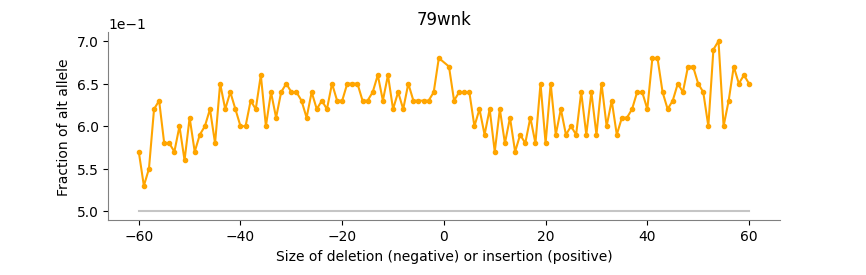 79wnk
1e−1
7.0
6.5
6.0
5.5
5.0
Fraction of alt allele
−60 −40 −20 0 20 40 60
Size of deletion (negative) or insertion (positive)